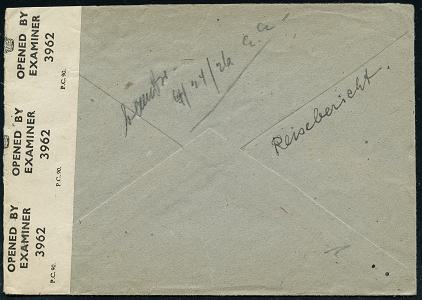 OPENED BY
EXAMINER
3962
P.C. 90.
OPENED BY
EXAMINER
3962
P.C. 90.
OPENED BY
EXAMINER
3962
P.C. 90.
Reisebericht